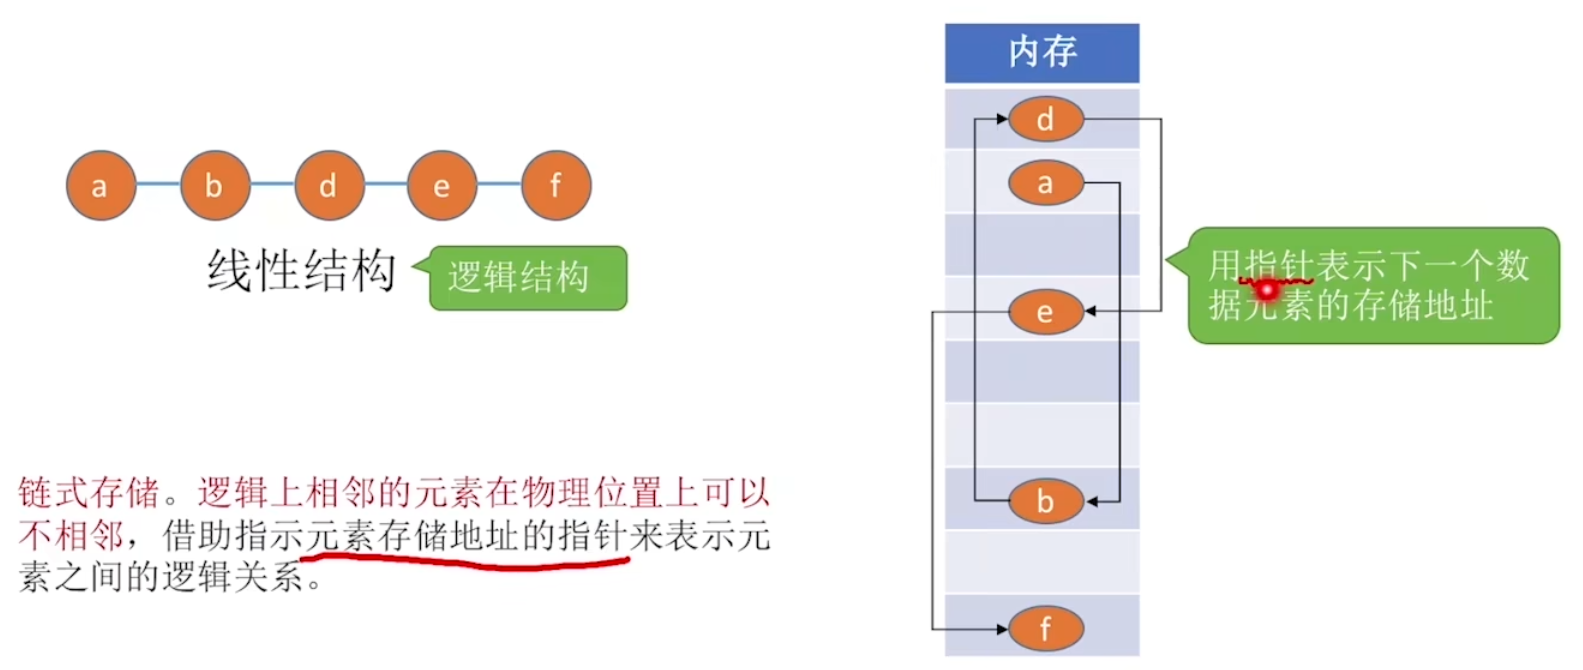 a b d e f
线性结构
逻辑结构
链式存储。逻辑上相邻的元素在物理位置上可以
不相邻，借助指示元素存储地址的指针来表示元
素之间的逻辑关系。
内存
d
a
e
b
f
用指针表示下一个数
据元素的存储地址